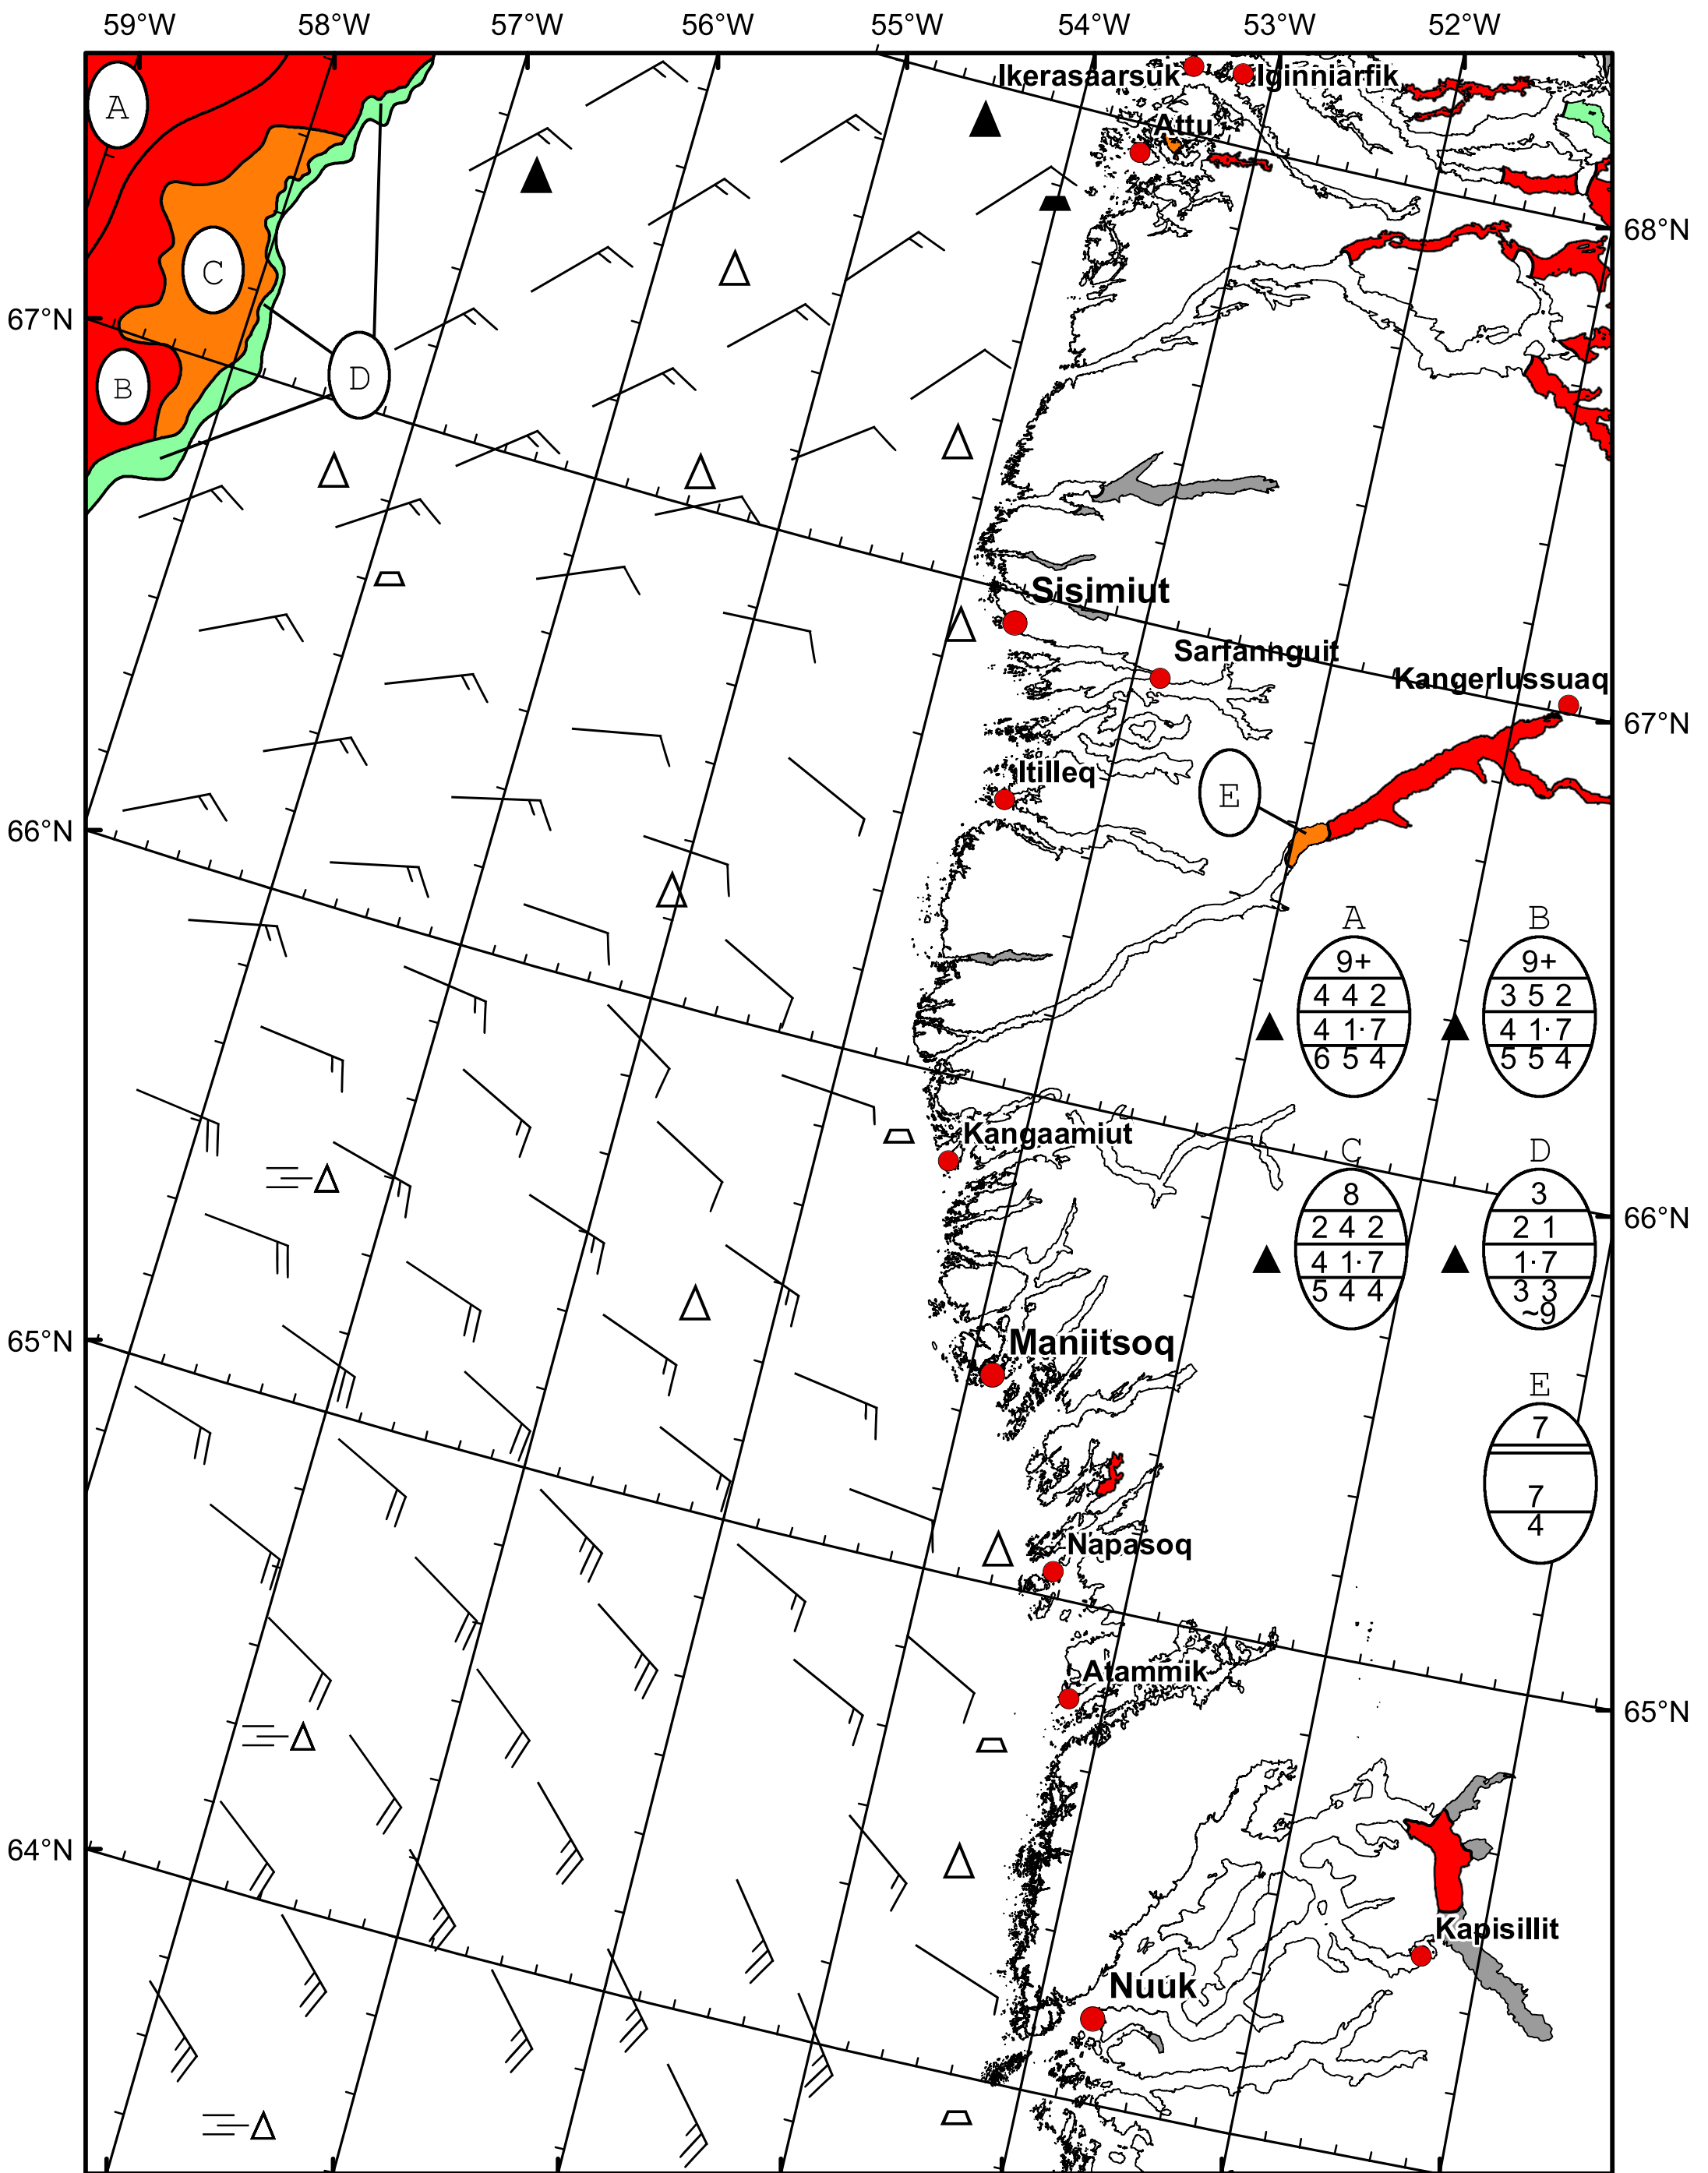 59°W 58°W 57°W 56°W 55°W 54°W 53°W 52°W
Ikerasaarsuk
Iginniarfik
A
Attu
68°N
C
67°N
D
B
Sisimiut
Sarfannguit
Kangerlussuaq
67°N
Itilleq
E
66°N
A B
9+ 9+
4 4 2 3 5 2
4 1·7 4 1·7
6 5 4 5 5 4
Kangaamiut
C D
8 3
2 4 2 2 1
66°N
4 1·7 1·7
5 4 4 3 3
~9
65°N
Maniitsoq
E
7
7
4
Napasoq
Atammik
65°N
64°N
Kapisillit
Nuuk